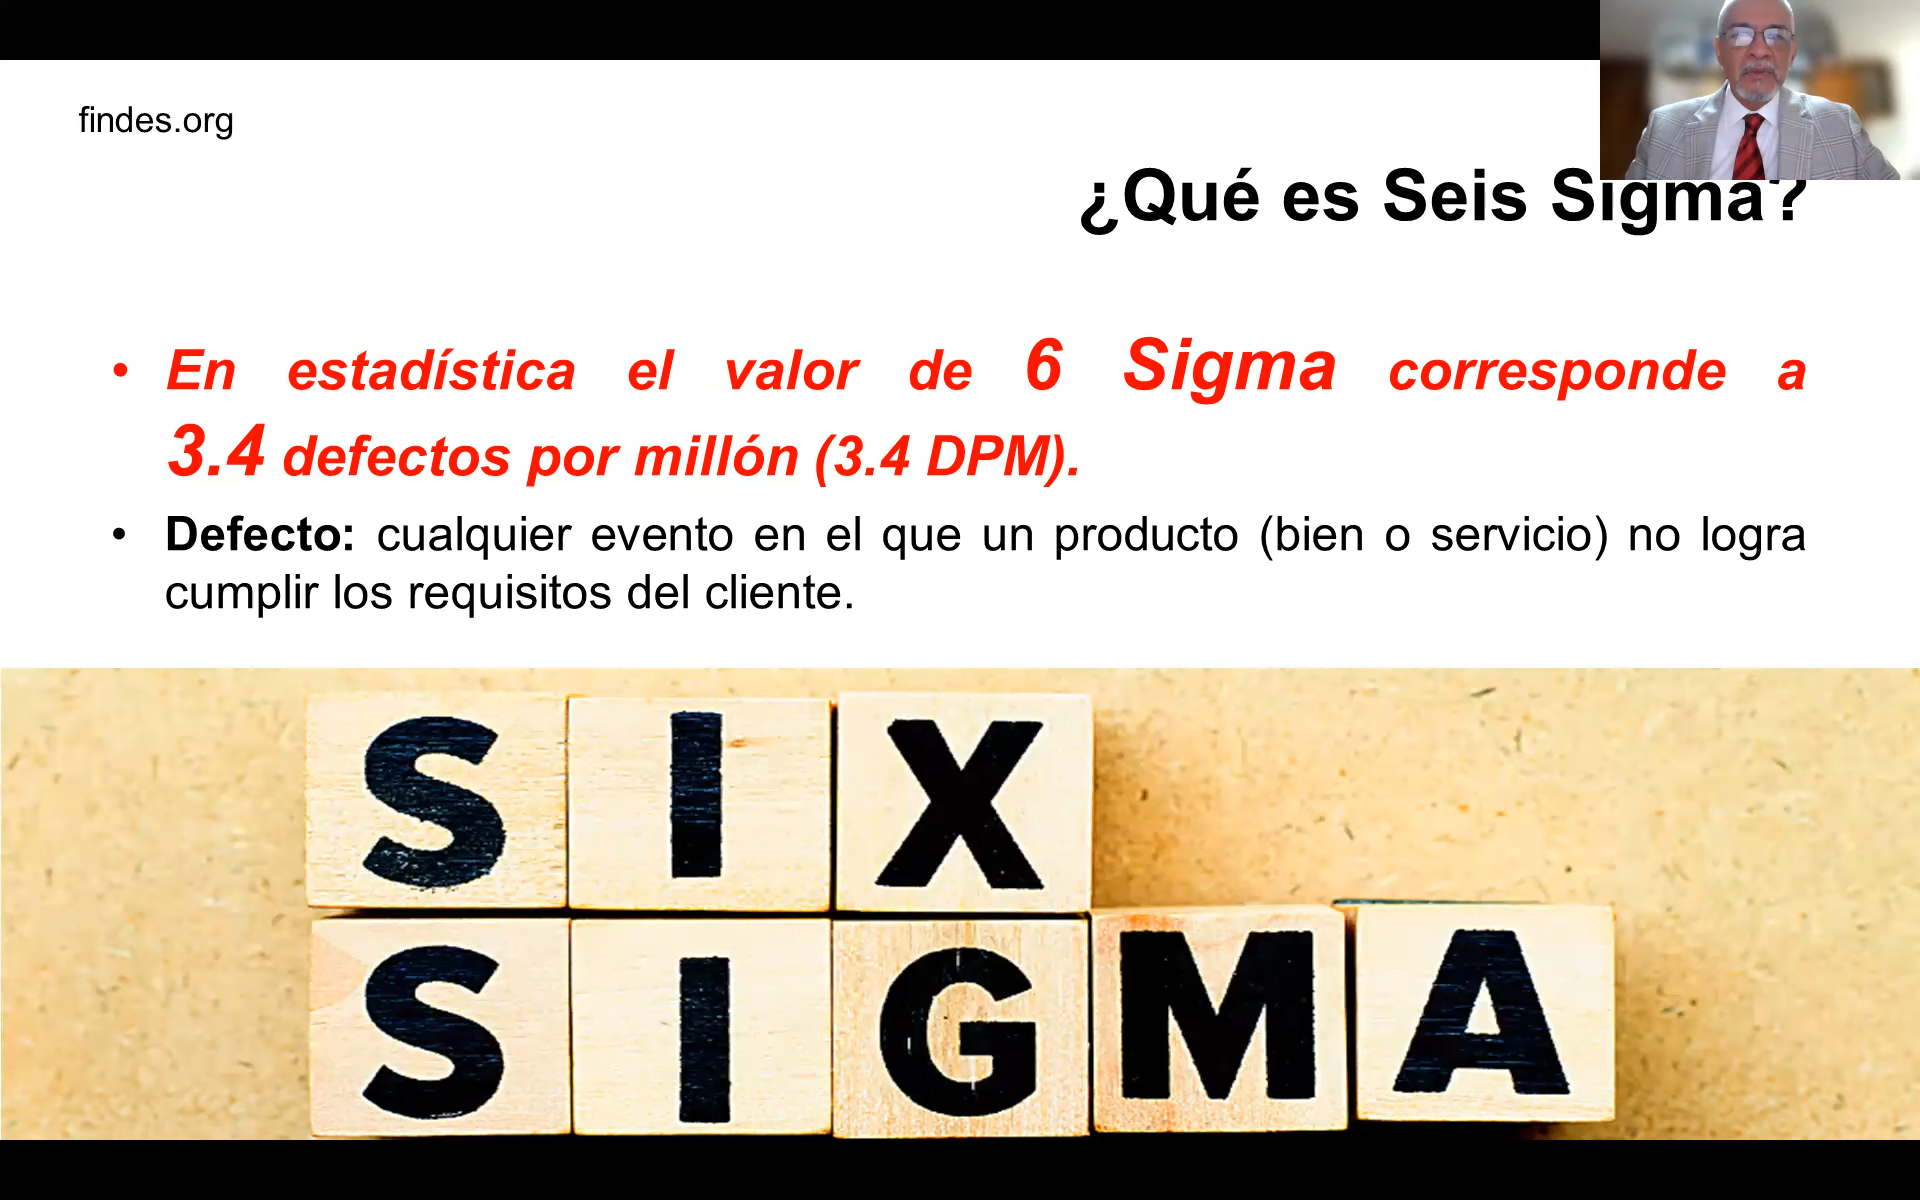 findes.org
¿Qué es Seis Sigma?
• En estadística el valor de 6 Sigma corresponde a
3.4 defectos por millón (3.4 DPM).
• Defecto: cualquier evento en el que un producto (bien o servicio) no logra
cumplir los requisitos del cliente.
SIX
SIGMA